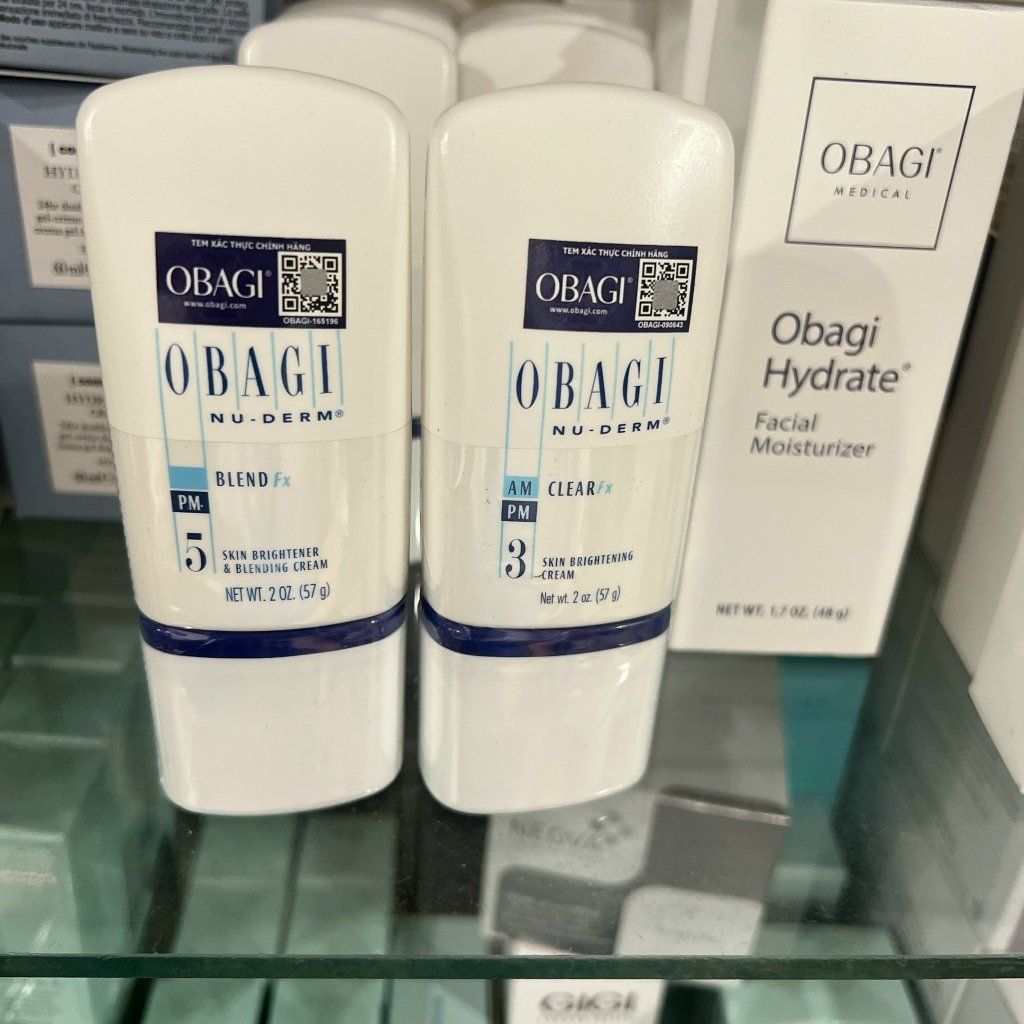 TEM XÁC THỰC CHÍNH HÃNG
OBAGI®
www.obagi.com
OBAGI-165196
OBAGI
NU-DERM®
BLEND Fx
PM
5
SKIN BRIGHTENER
& BLENDING CREAM
NET WT. 2 OZ. (57 g)
TEM XÁC THỰC CHÍNH HÃNG
OBAGI®
www.obagi.com
OBAGI-090643
OBAGI
NU-DERM®
AM
CLEAR Fx
PM
3
SKIN BRIGHTENING
CREAM
Net wt. 2 oz. (57 g)
OBAGI®
MEDICAL
Obagi
Hydrate®
Facial
Moisturizer
NET WT. 1.7 OZ. (48 g)
NEOVA
GIGI